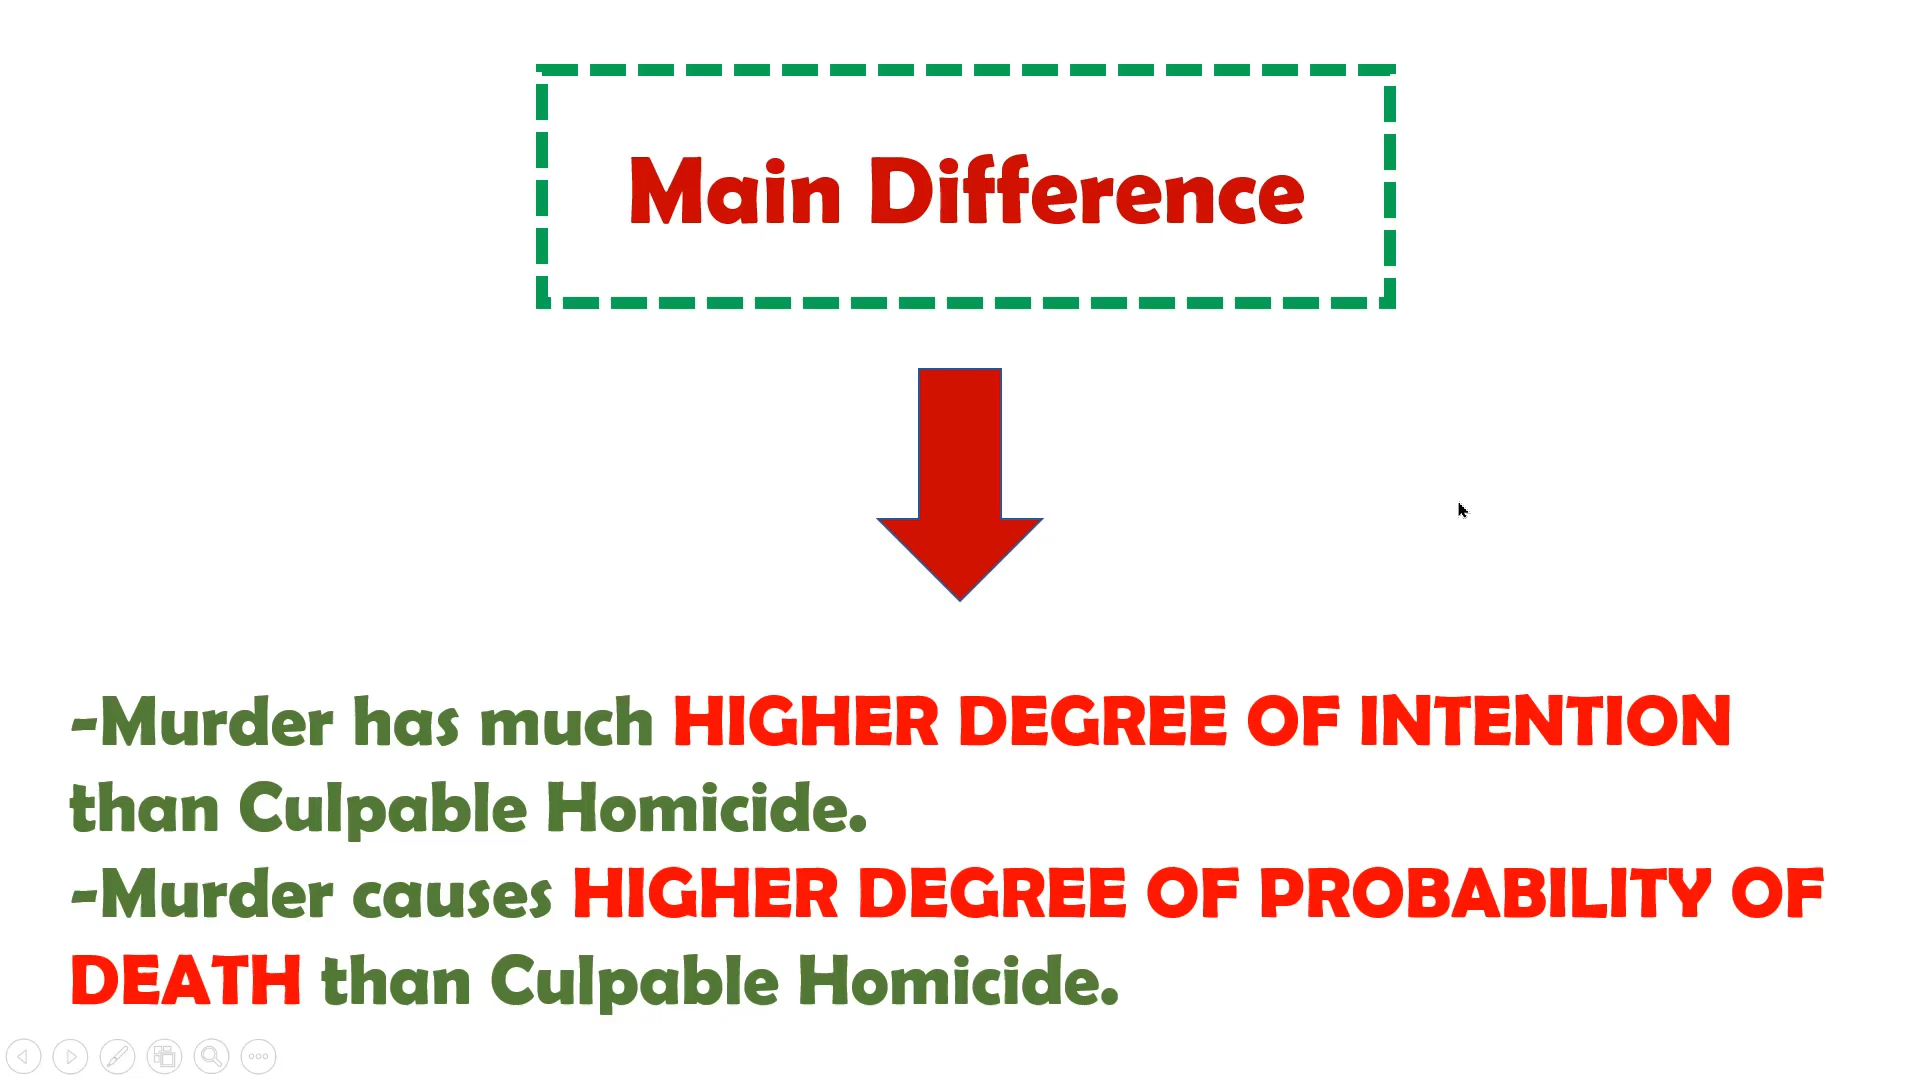 Main Difference
-Murder has much HIGHER DEGREE OF INTENTION
than Culpable Homicide.
-Murder causes HIGHER DEGREE OF PROBABILITY OF
DEATH than Culpable Homicide.